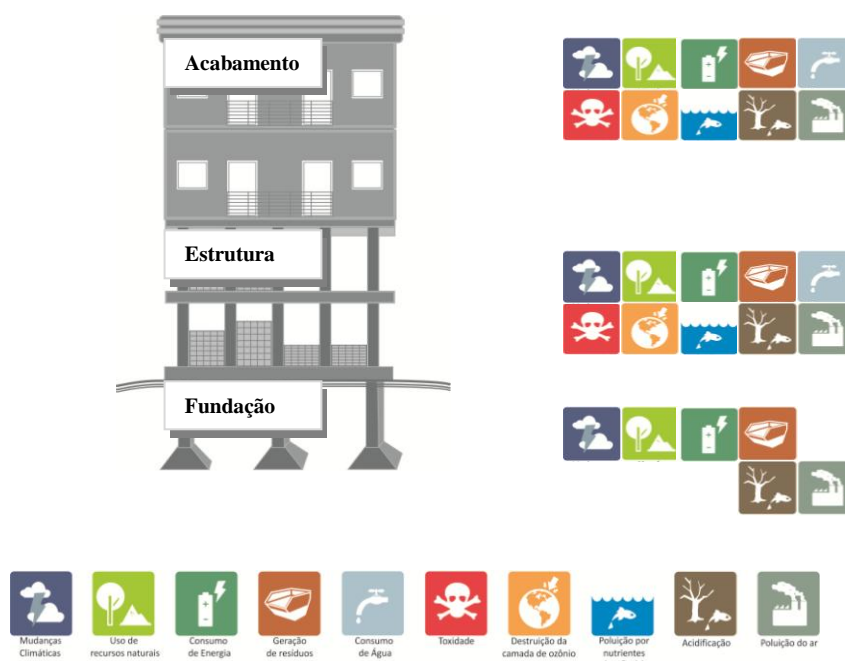 Acabamento
Estrutura
Fundação
Mudanças
Climáticas
Uso de
recursos naturais
Consumo
de Energia
Geração
de resíduos
Consumo
de Água
Toxidade
Destruição da
camada de ozônio
Poluição por
nutrientes
Acidificação
Poluição do ar